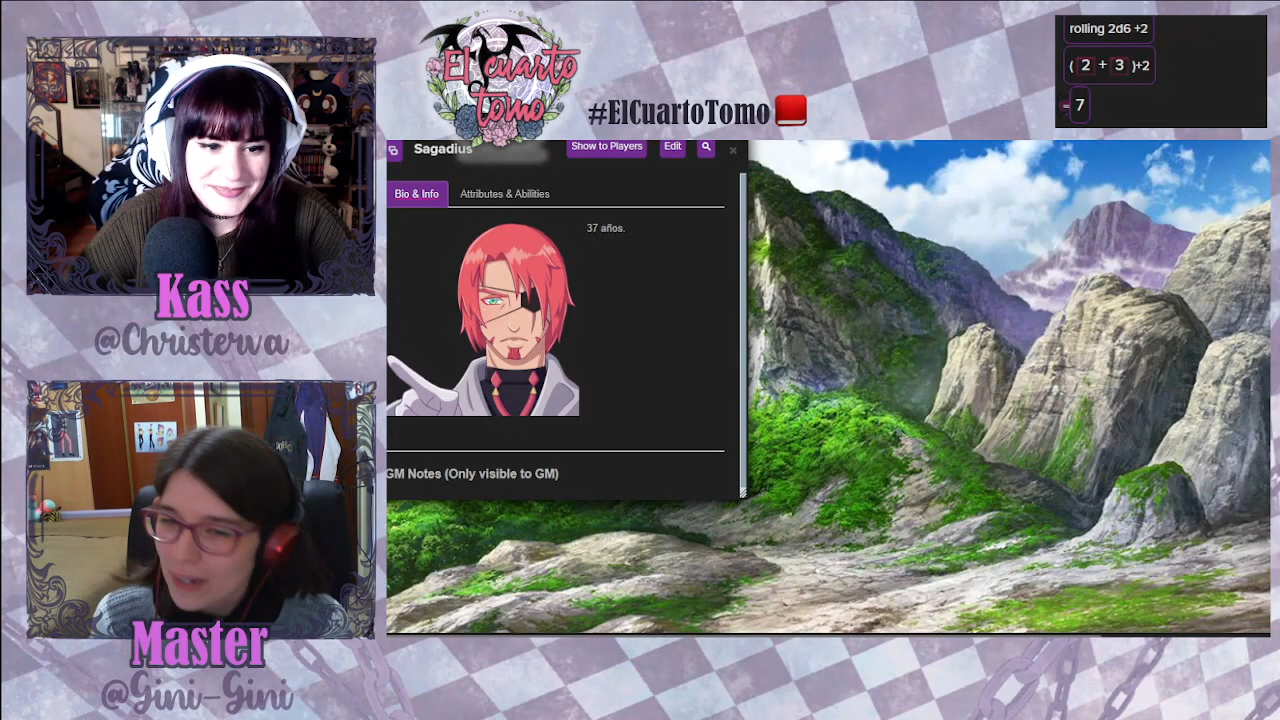 El cuarto
tomo
#ElCuartoTomo
rolling 2d6 +2
( 2 + 3 )+2
= 7
Kass
@Christerva
Master
@Gini-Gini
Sagadius
Show to Players
Edit
Bio & Info
Attributes & Abilities
37 años.
GM Notes (Only visible to GM)